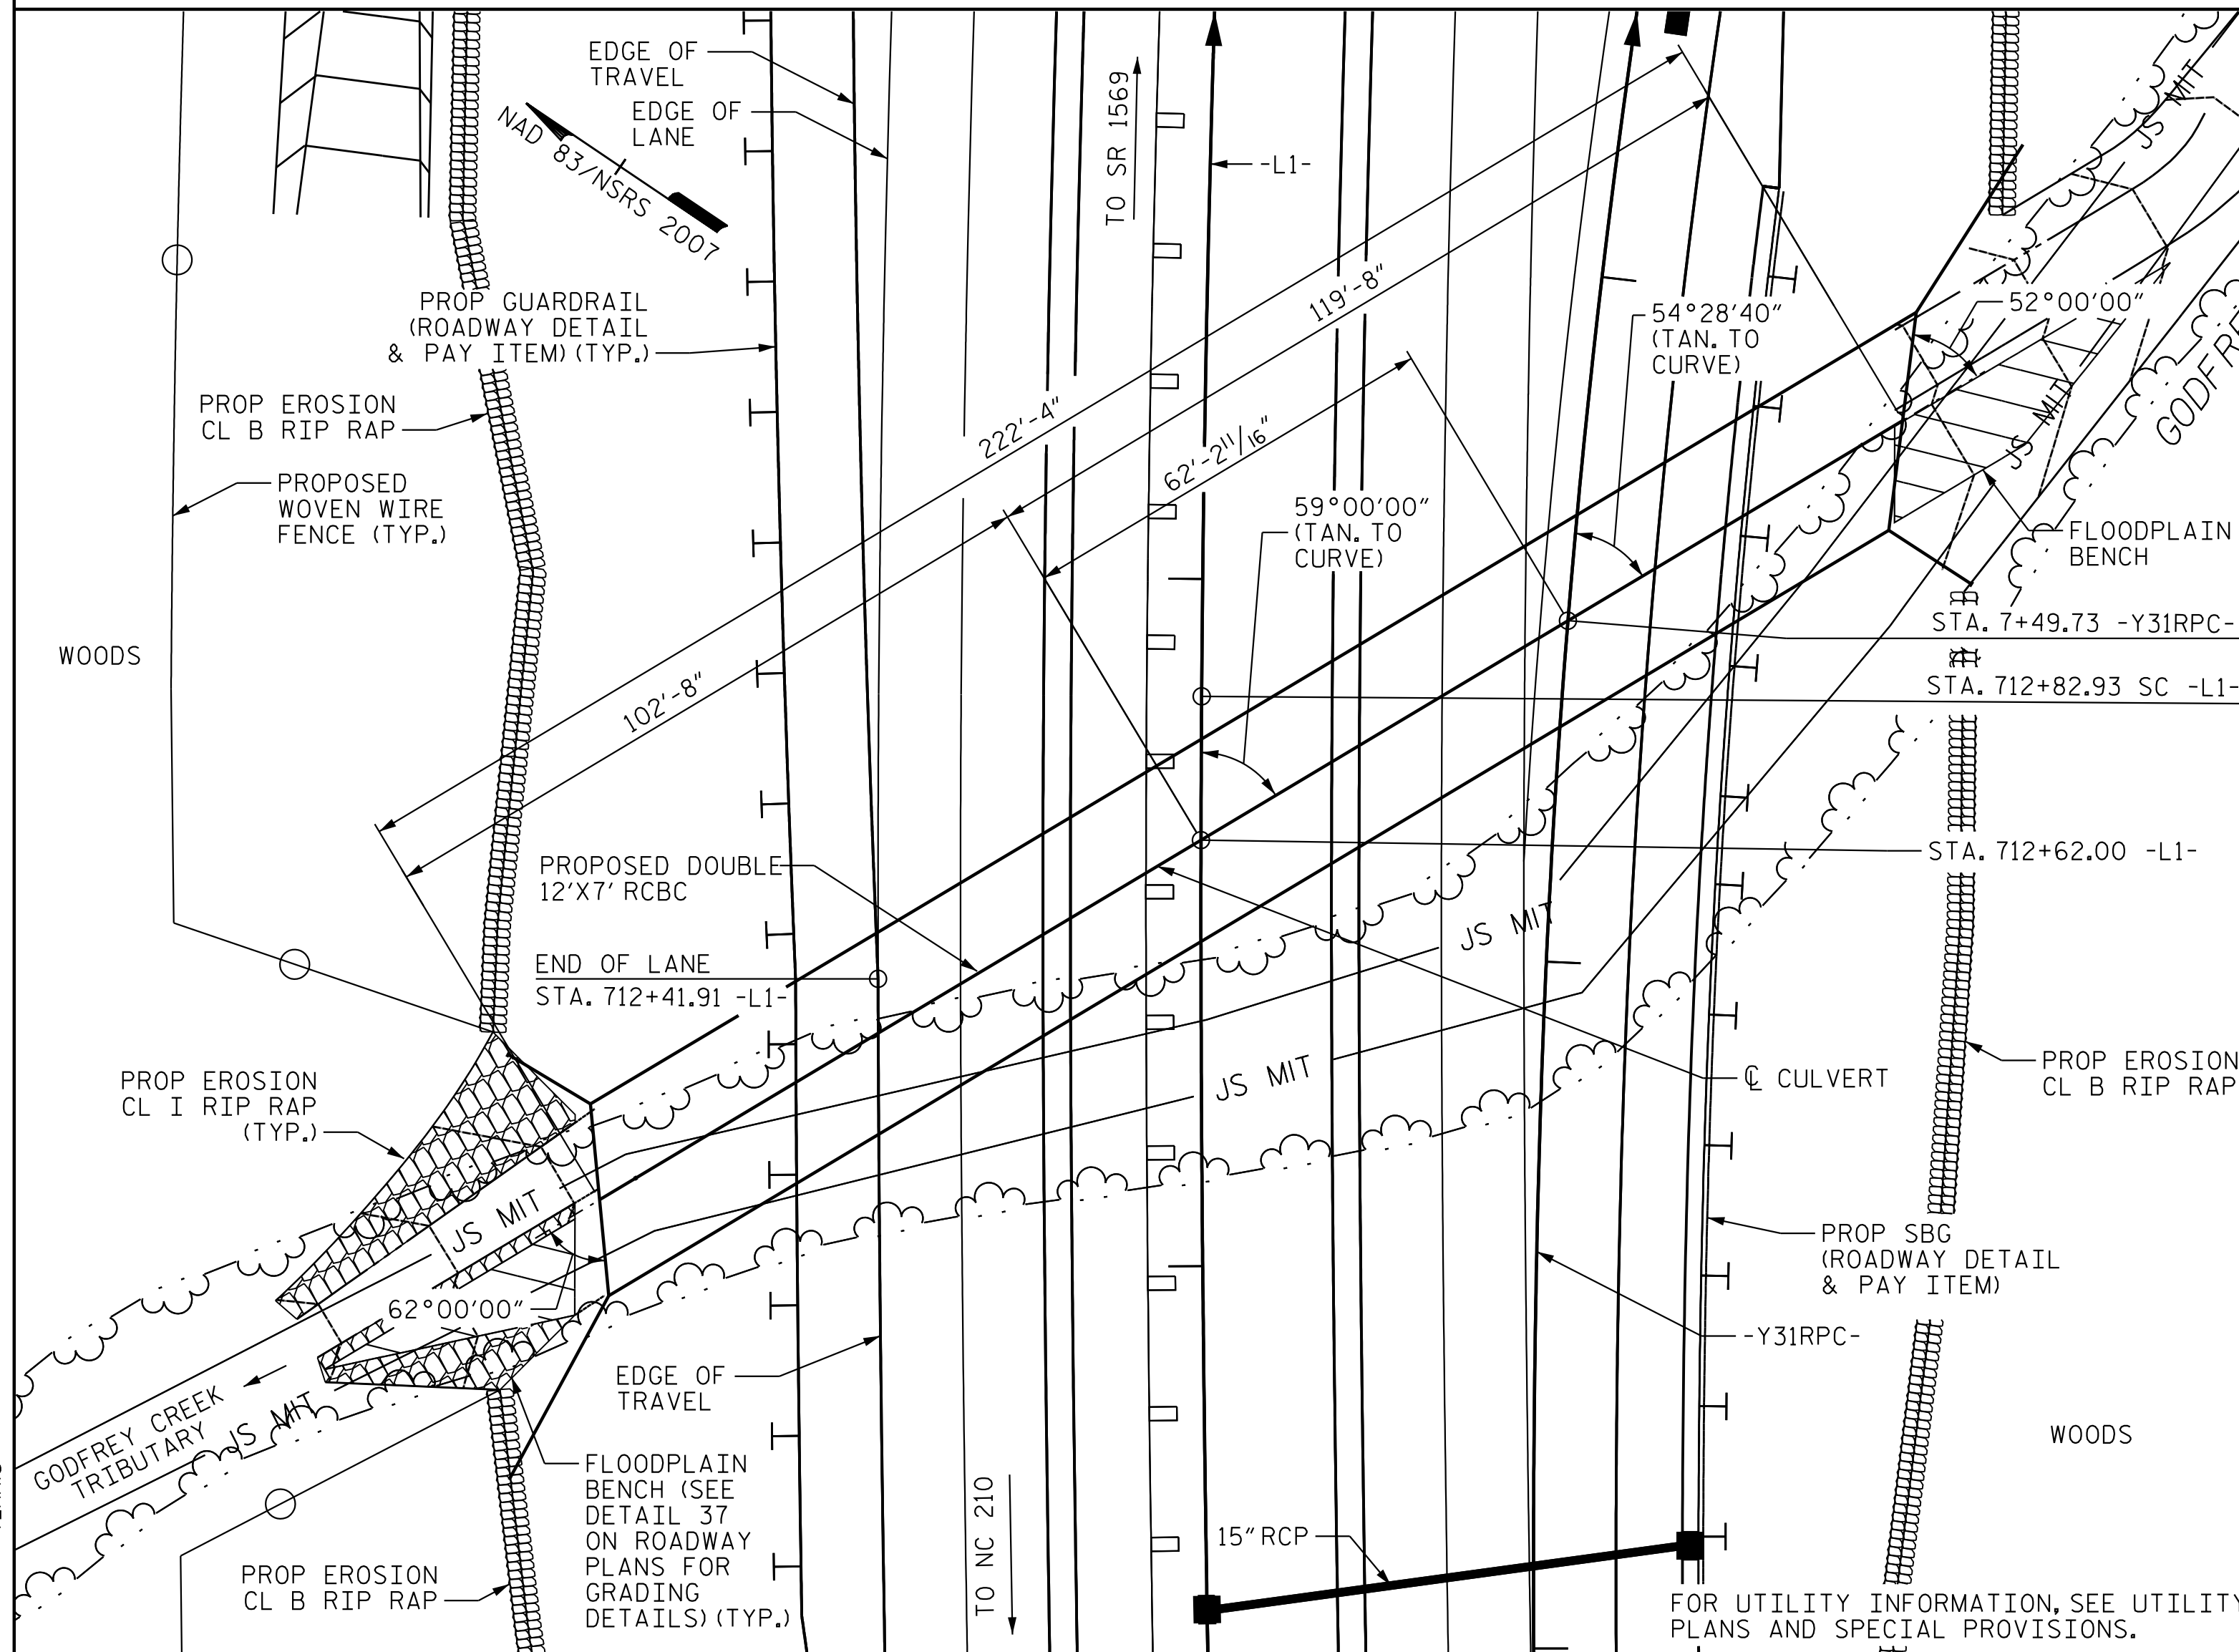 EDGE OF
TRAVEL
EDGE OF
LANE
NAD 83/NSRS 2007
TO SR 1569
-L1-
JS MIT
PROP GUARDRAIL
(ROADWAY DETAIL
& PAY ITEM) (TYP.)
119'-8"
54°28'40"
(TAN. TO
CURVE)
52°00'00"
PROP EROSION
CL B RIP RAP
222'-4"
62'-2 11/16"
JS MIT
PROPOSED
WOVEN WIRE
FENCE (TYP.)
59°00'00"
(TAN. TO
CURVE)
FLOODPLAIN
BENCH
STA. 7+49.73 -Y31RPC-
WOODS
STA. 712+82.93 SC -L1-
102'-8"
PROPOSED DOUBLE
12'X7' RCBC
STA. 712+62.00 -L1-
JS MIT
END OF LANE
STA. 712+41.91 -L1-
JS MIT
℄ CULVERT
PROP EROSION
CL B RIP RAP
PROP EROSION
CL I RIP RAP
(TYP.)
JS MIT
PROP SBG
(ROADWAY DETAIL
& PAY ITEM)
62°00'00"
-Y31RPC-
EDGE OF
TRAVEL
GODFREY CREEK
TRIBUTARY
JS MIT
WOODS
FLOODPLAIN
BENCH (SEE
DETAIL 37
ON ROADWAY
PLANS FOR
GRADING
DETAILS) (TYP.)
TO NC 210
15" RCP
PROP EROSION
CL B RIP RAP
FOR UTILITY INFORMATION, SEE UTILITY
PLANS AND SPECIAL PROVISIONS.